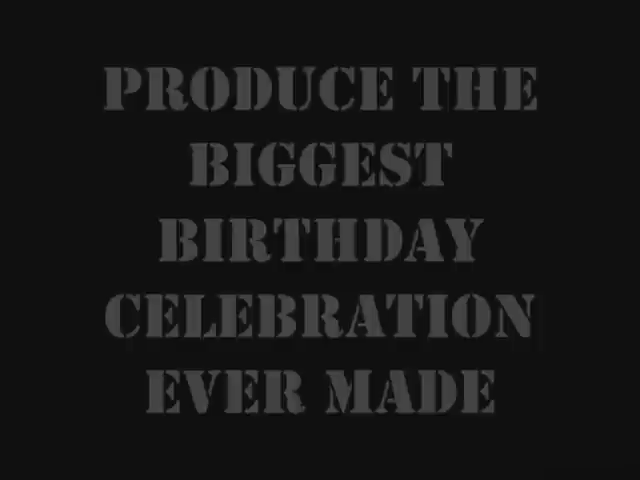 PRODUCE THE
BIGGEST
BIRTHDAY
CELEBRATION
EVER MADE